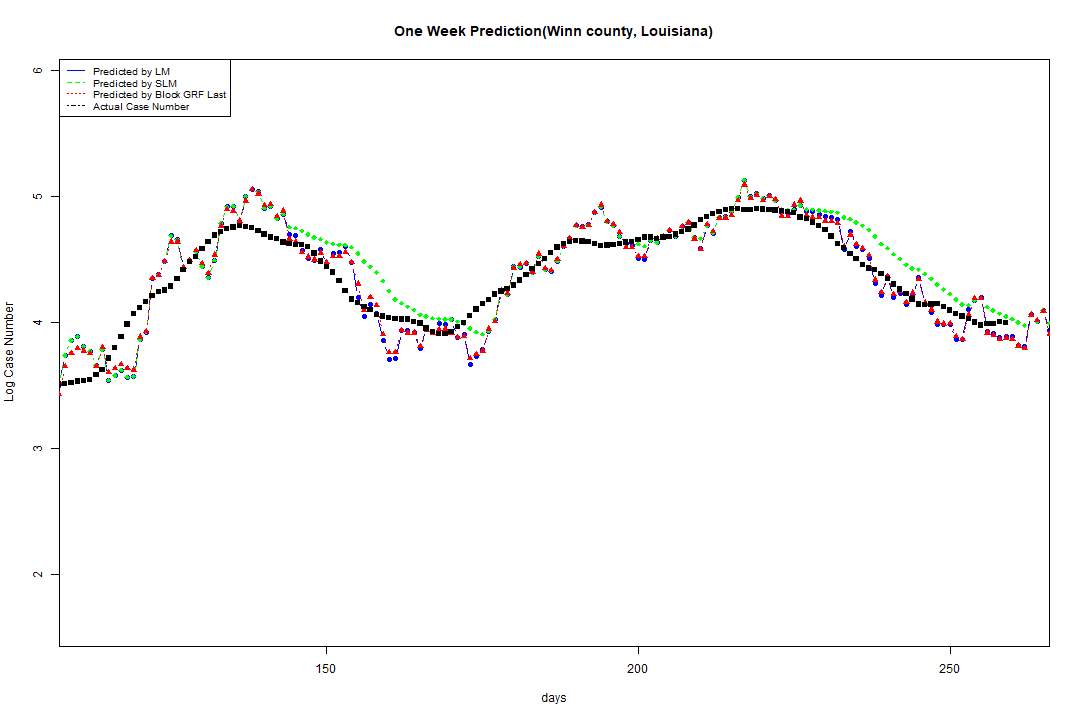 One Week Prediction(Winn county, Louisiana)
Predicted by LM
Predicted by SLM
Predicted by Block GRF Last
Actual Case Number
6
5
4
3
2
Log Case Number
150
200
250
days